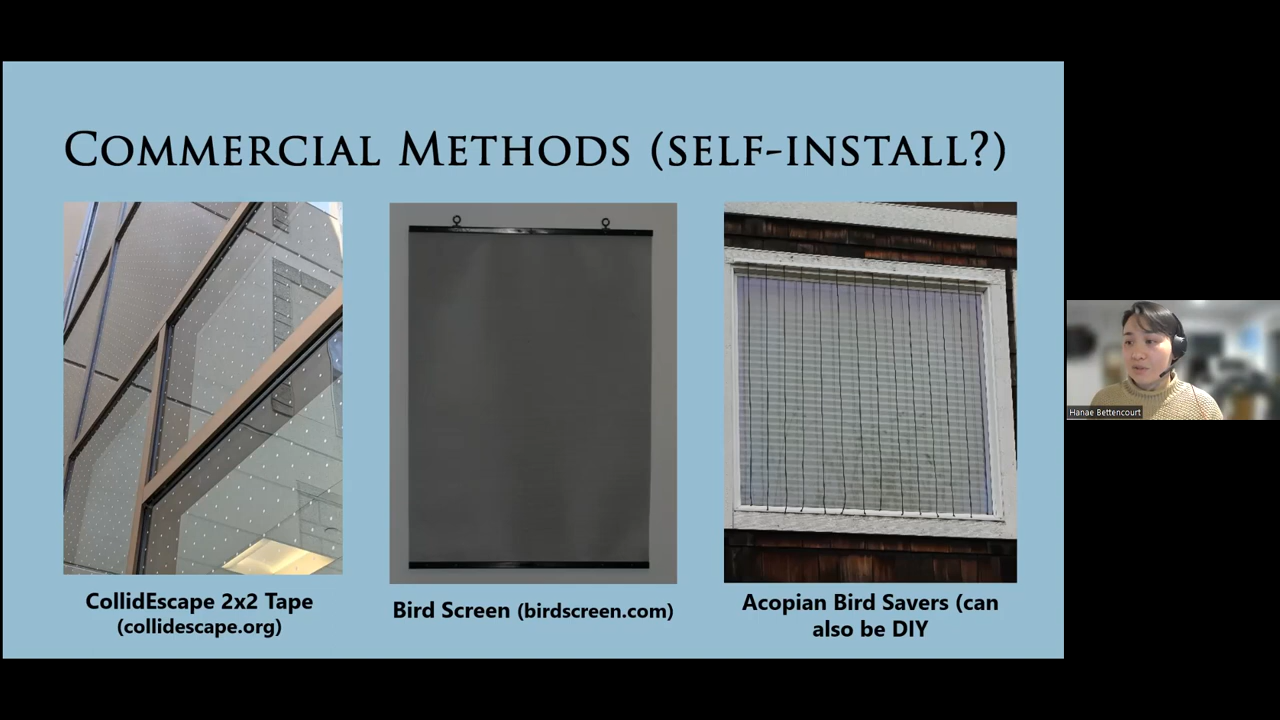 COMMERCIAL METHODS (SELF-INSTALL?)
CollidEscape 2x2 Tape
(collidescape.org)
Bird Screen (birdscreen.com)
Acopian Bird Savers (can
also be DIY
Hanae Bettencourt